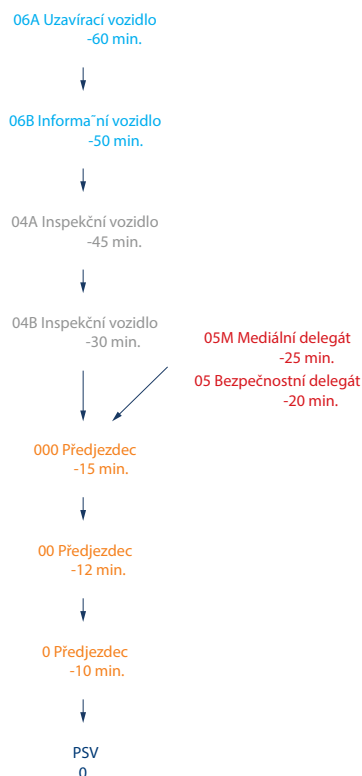 06A Uzavírací vozidlo
-60 min.
06B Informa˜ní vozidlo
-50 min.
04A Inspekční vozidlo
-45 min.
04B Inspekční vozidlo
-30 min.
05M Mediální delegát
-25 min.
05 Bezpečnostní delegát
-20 min.
000 Předjezdec
-15 min.
00 Předjezdec
-12 min.
0 Předjezdec
-10 min.
PSV
0